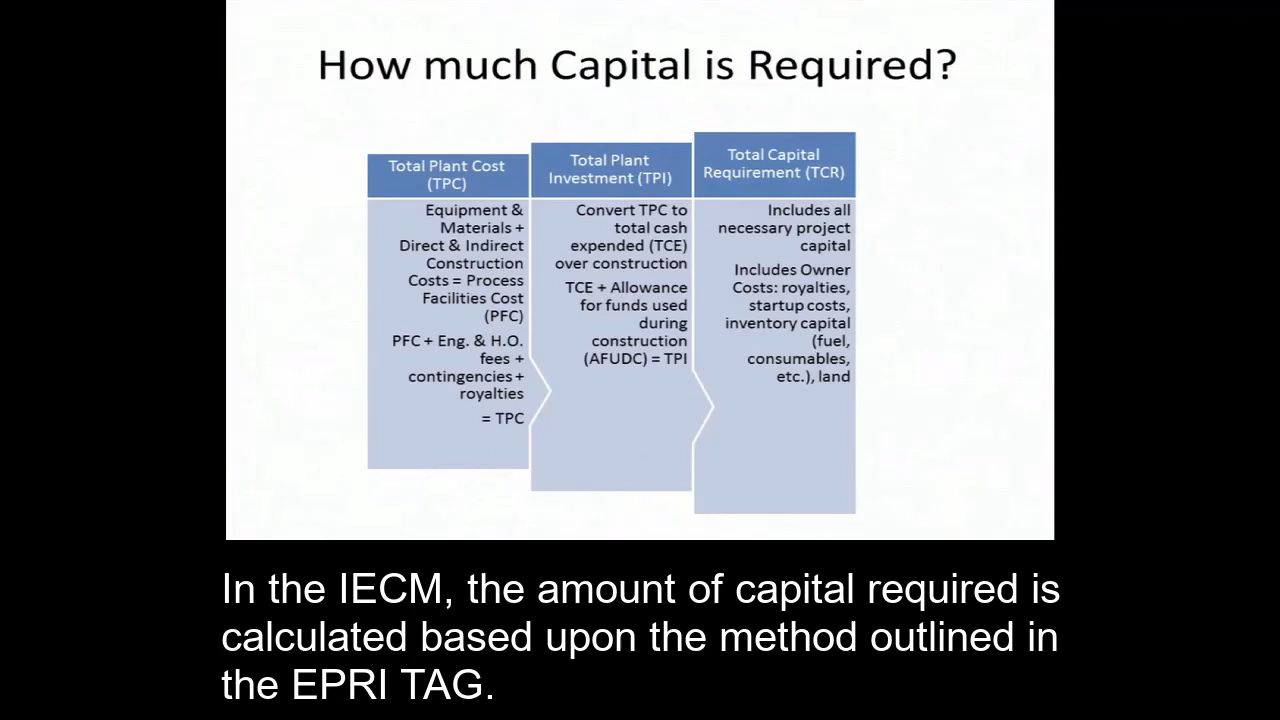 How much Capital is Required?
Total Plant Cost
(TPC)
Equipment &
Materials +
Direct & Indirect
Construction
Costs = Process
Facilities Cost
(PFC)
PFC + Eng. & H.O.
fees +
contingencies +
royalties
= TPC
Total Plant
Investment (TPI)
Convert TPC to
total cash
expended (TCE)
over construction
TCE + Allowance
for funds used
during
construction
(AFUDC) = TPI
Total Capital
Requirement (TCR)
Includes all
necessary project
capital
Includes Owner
Costs: royalties,
startup costs,
inventory capital
(fuel,
consumables,
etc.), land
In the IECM, the amount of capital required is
calculated based upon the method outlined in
the EPRI TAG.